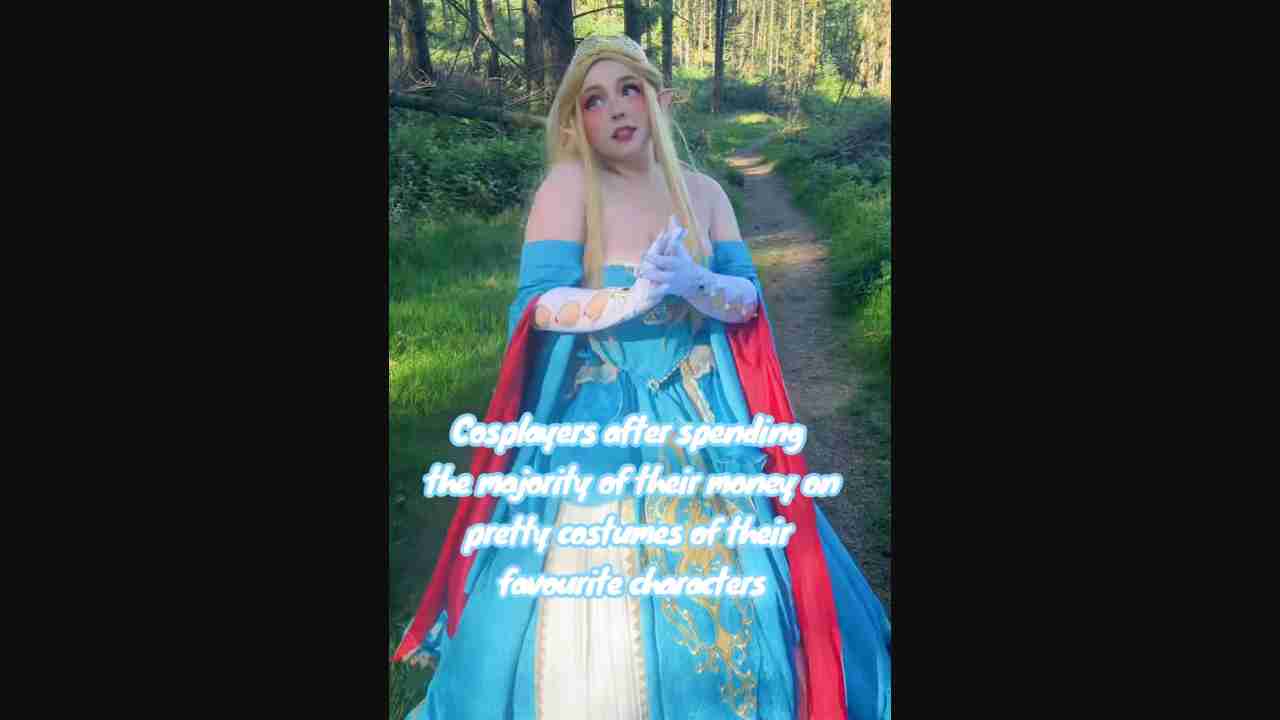 Cosplayers after spending
the majority of their money on
pretty costumes of their
favourite characters